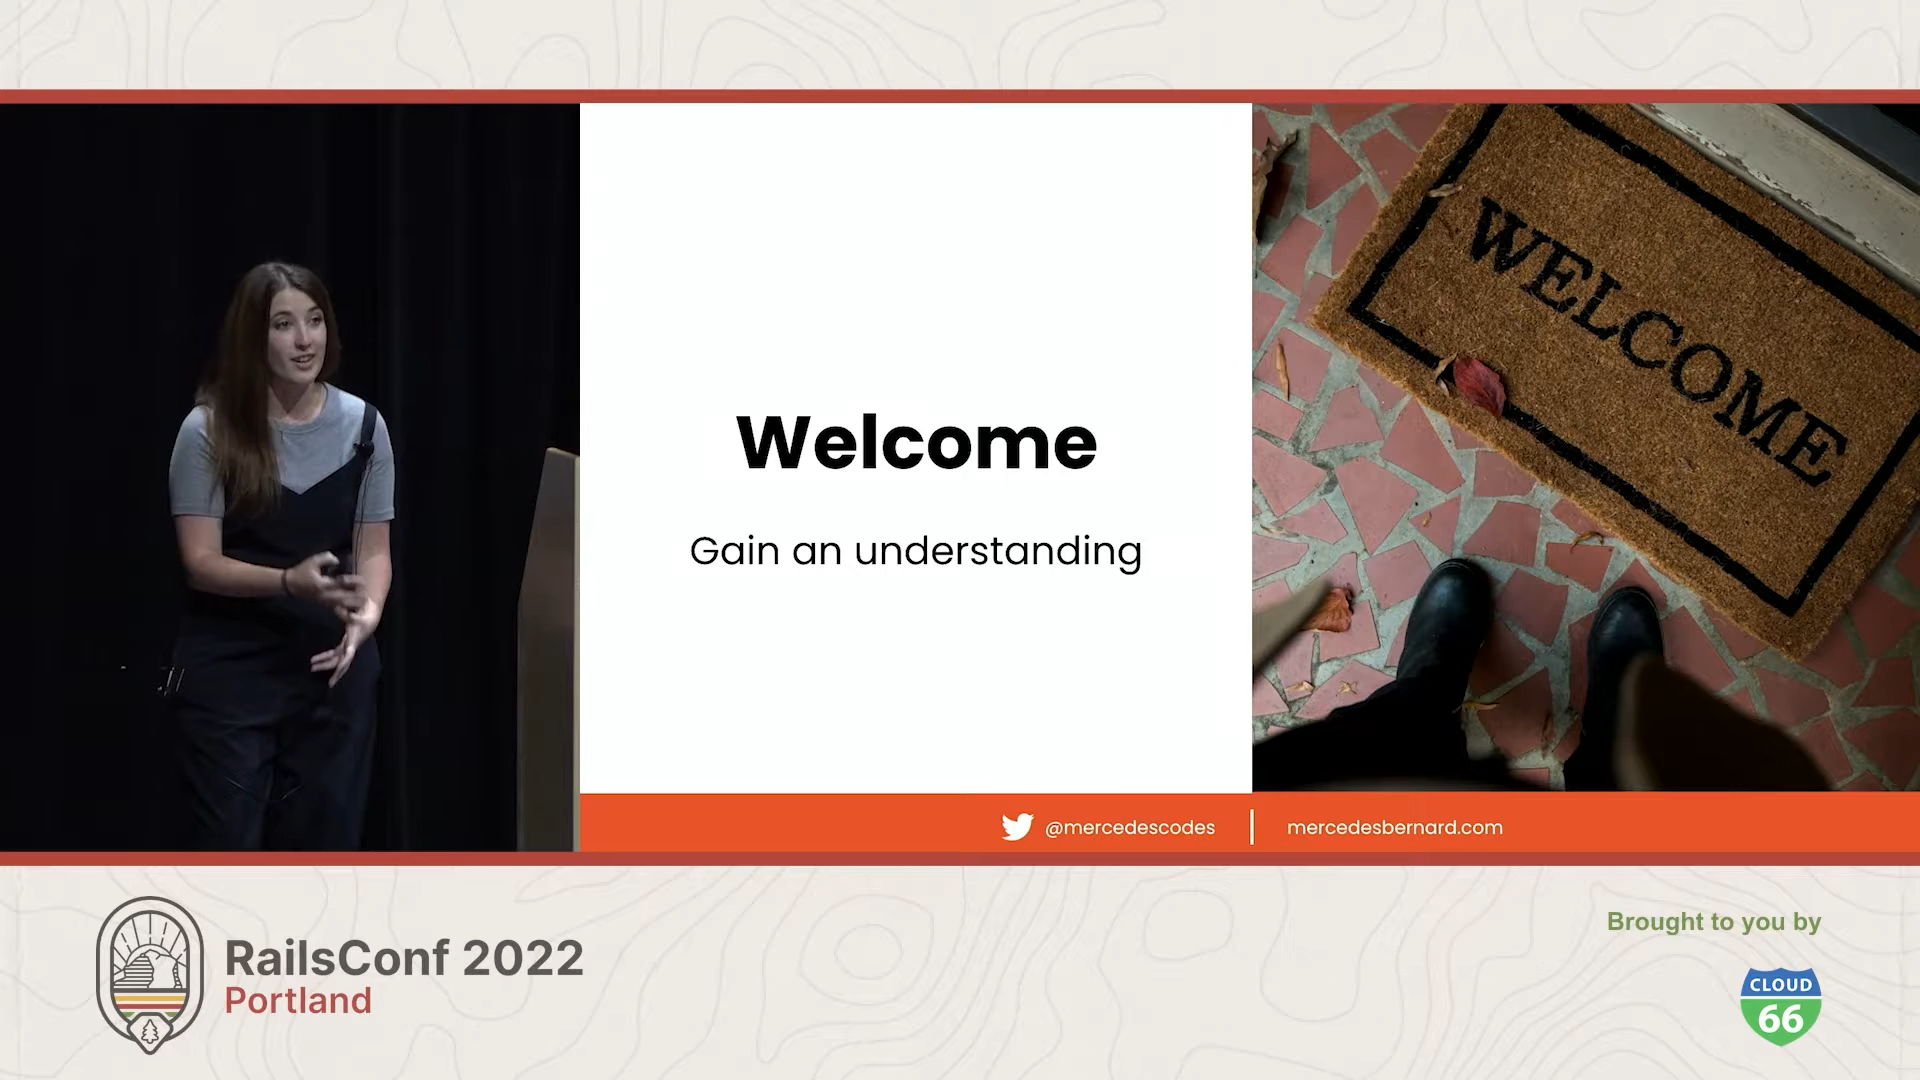 Welcome
Gain an understanding
WELCOME
@mercedescodes
mercedesbernard.com
RailsConf 2022
Portland
Brought to you by
CLOUD
66